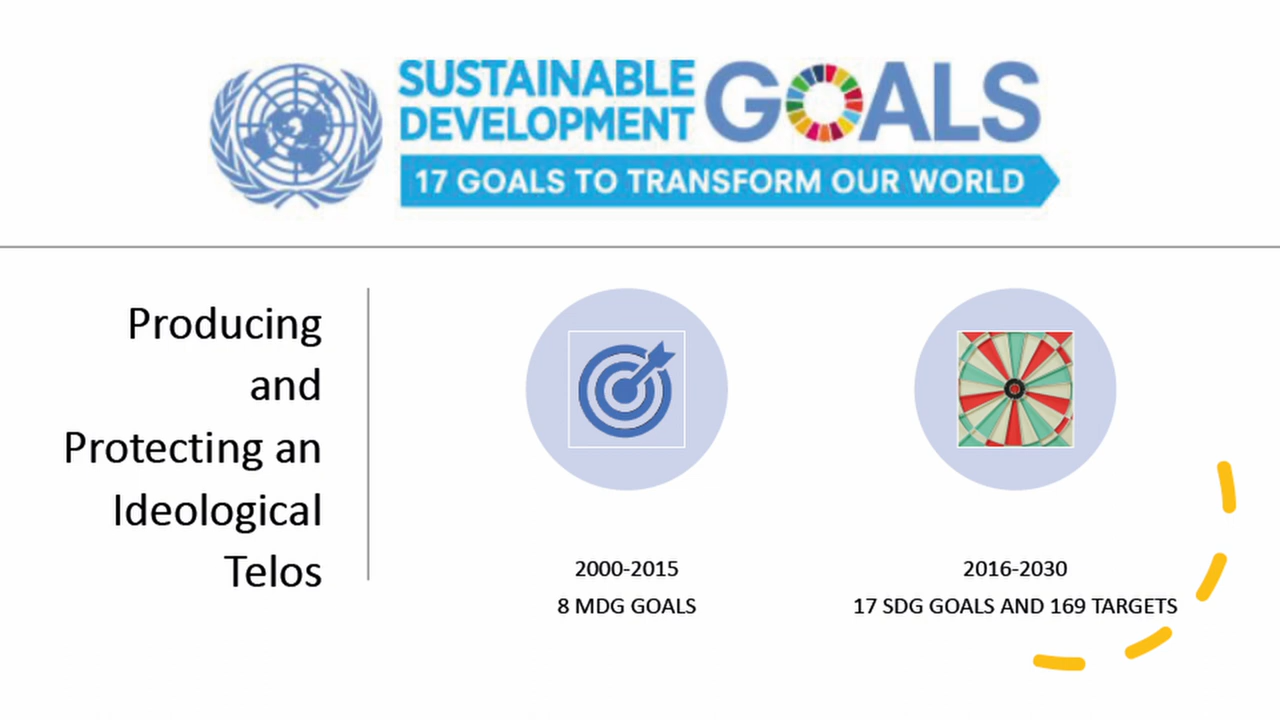 SUSTAINABLE
DEVELOPMENT GOALS
17 GOALS TO TRANSFORM OUR WORLD
Producing
and
Protecting an
Ideological
Telos
2000-2015
8 MDG GOALS
2016-2030
17 SDG GOALS AND 169 TARGETS